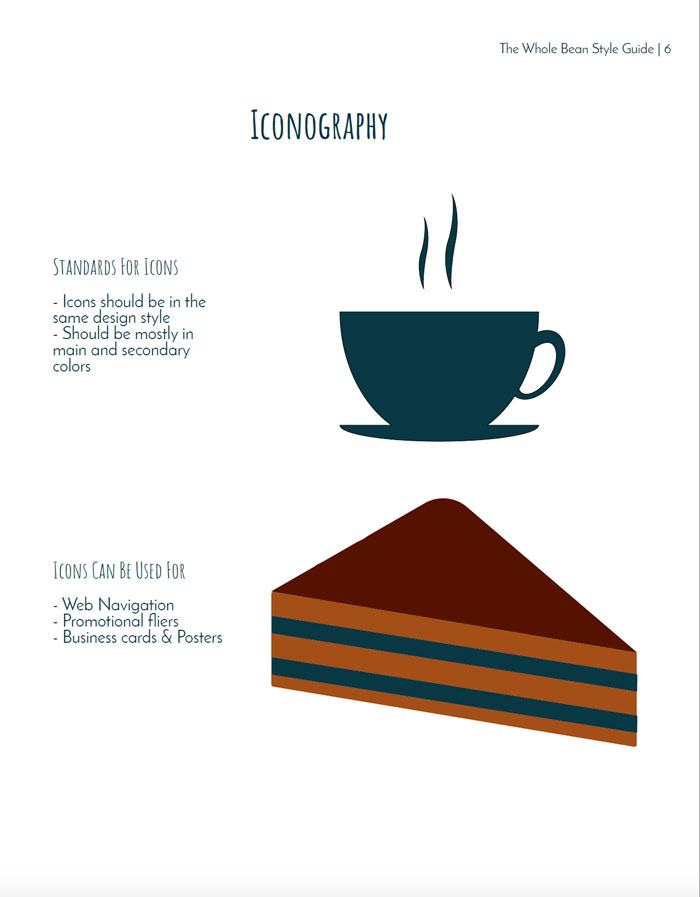 The Whole Bean Style Guide | 6
Iconography
Standards For Icons
- Icons should be in the
same design style
- Should be mostly in
main and secondary
colors
Icons Can Be Used For
- Web Navigation
- Promotional fliers
- Business cards & Posters